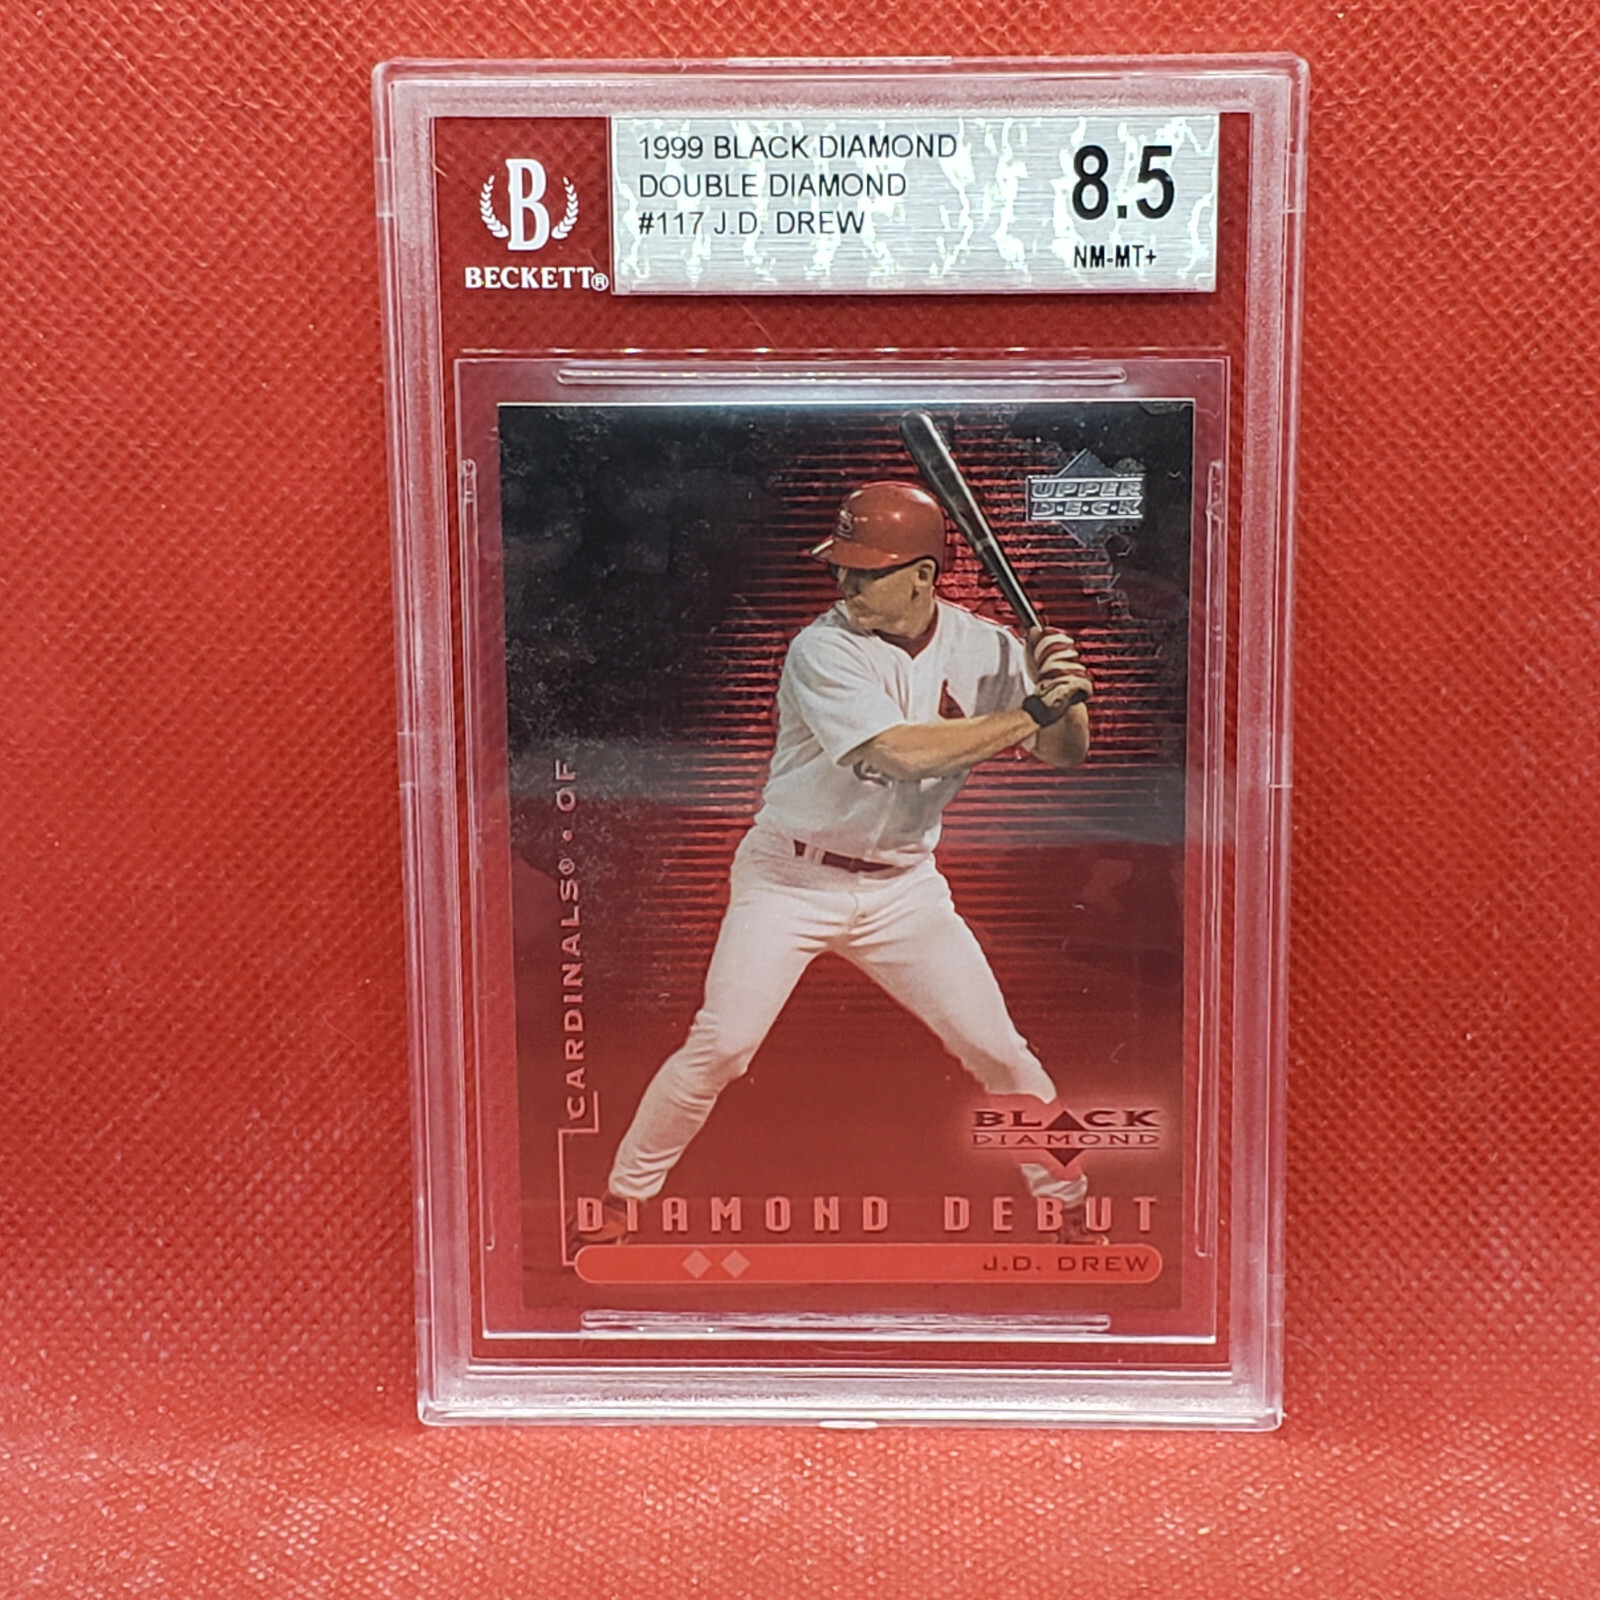 B
BECKETT®
1999 BLACK DIAMOND
DOUBLE DIAMOND
#117 J.D. DREW
8.5
NM-MT+
UPPER
D•E•C•K
CARDINALS® • OF
BLACK
DIAMOND
DIAMOND DEBUT
J.D. DREW